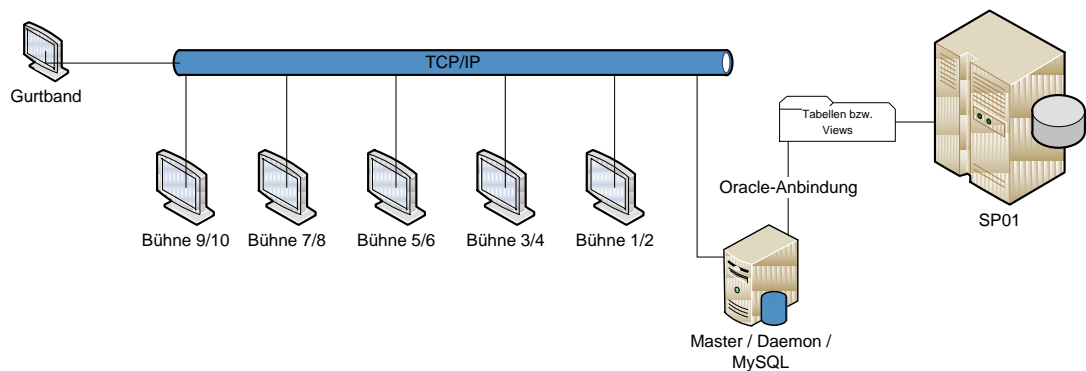 TCP/IP
Gurtband
Tabellen bzw.
Views
Oracle-Anbindung
SP01
Bühne 9/10
Bühne 7/8
Bühne 5/6
Bühne 3/4
Bühne 1/2
Master / Daemon /
MySQL